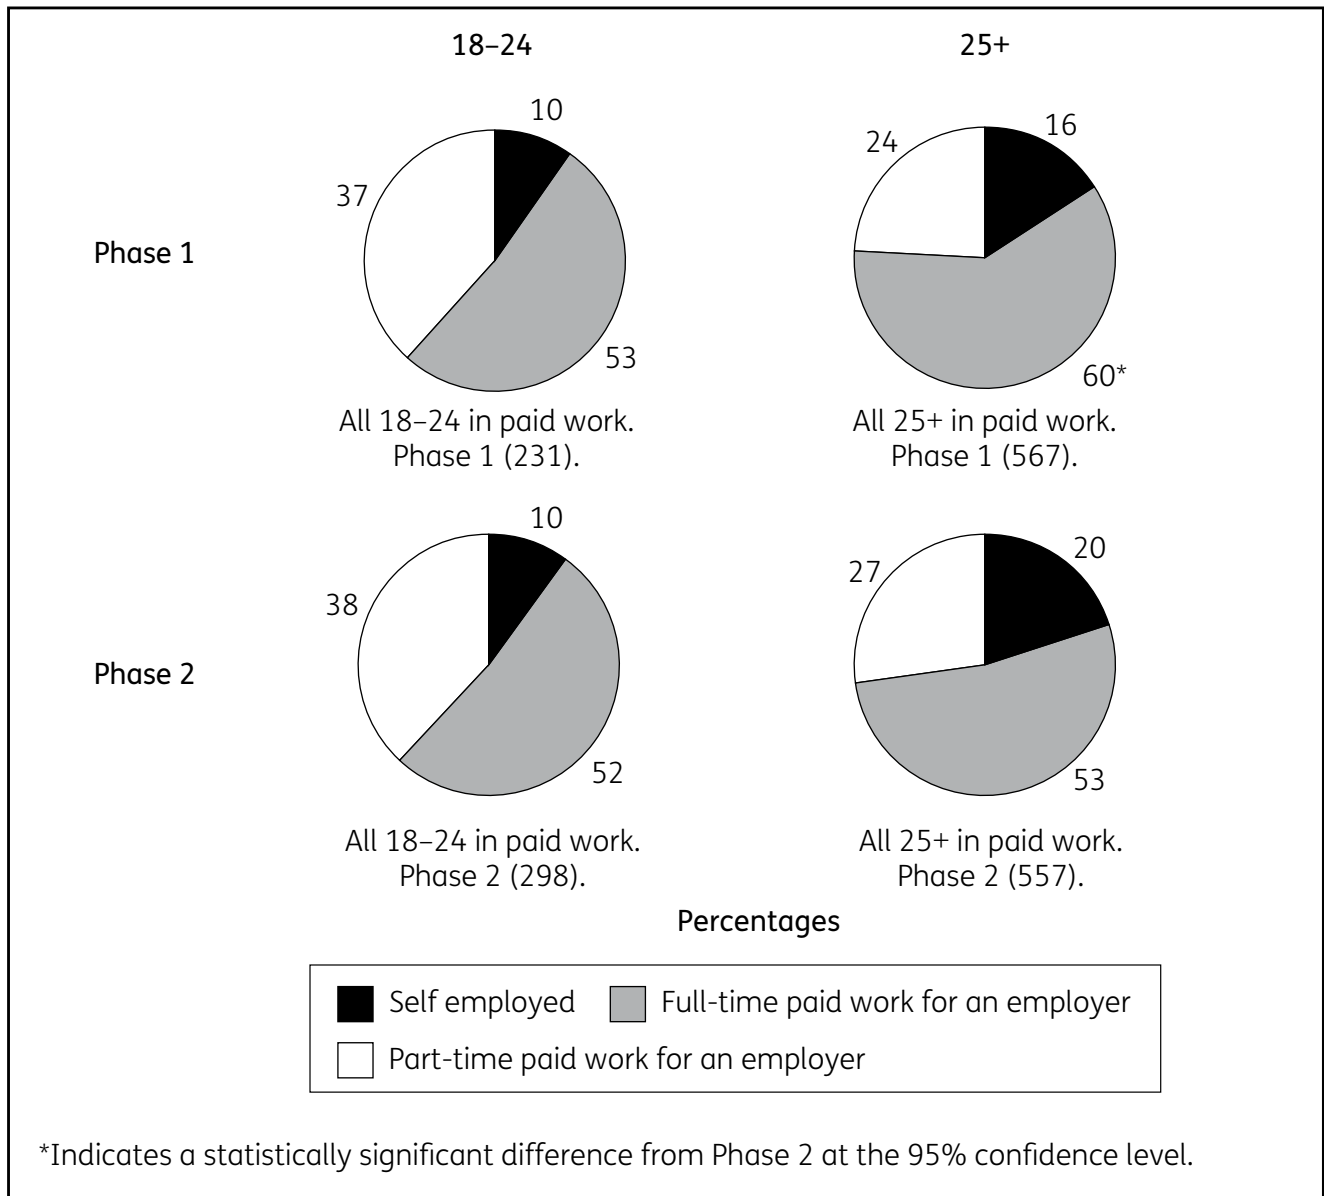 18–24
25+
Phase 1
10
37
53
All 18–24 in paid work.
Phase 1 (231).
16
24
60*
All 25+ in paid work.
Phase 1 (567).
Phase 2
10
38
52
All 18–24 in paid work.
Phase 2 (298).
20
27
53
All 25+ in paid work.
Phase 2 (557).
Percentages
Self employed
Full-time paid work for an employer
Part-time paid work for an employer
*Indicates a statistically significant difference from Phase 2 at the 95% confidence level.